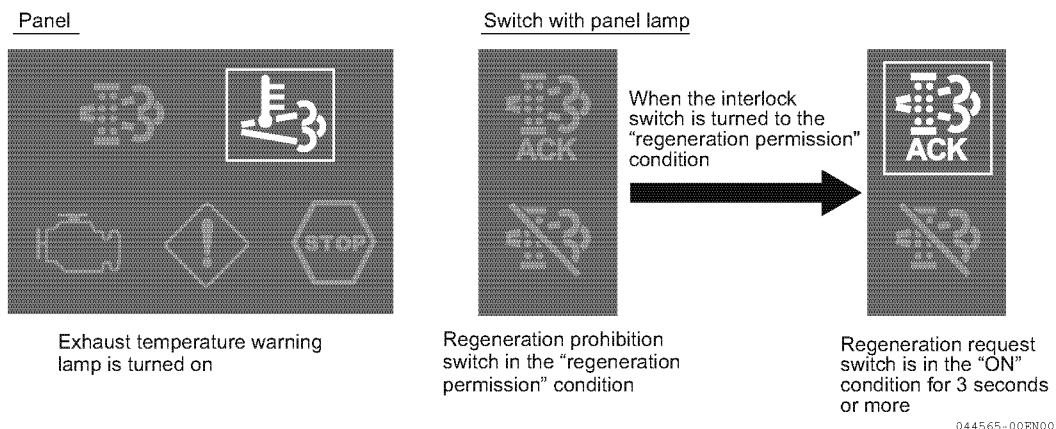 Panel
Switch with panel lamp
ACK
When the interlock
switch is turned to the
“regeneration permission”
condition
ACK
STOP
Exhaust temperature warning
lamp is turned on
Regeneration prohibition
switch in the “regeneration
permission” condition
Regeneration request
switch is in the “ON”
condition for 3 seconds
or more
044565-00EN00